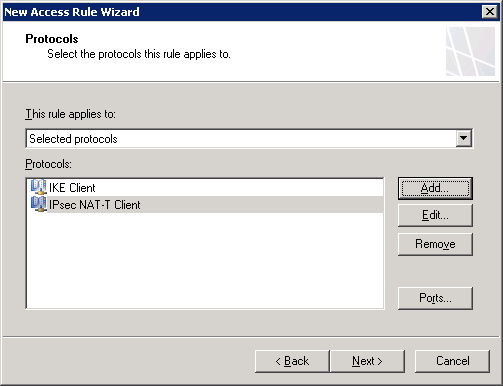 New Access Rule Wizard
Protocols
Select the protocols this rule applies to.
This rule applies to:
Selected protocols
Protocols:
IKE Client
IPsec NAT-T Client
Add...
Edit...
Remove
Ports...
< Back
Next >
Cancel